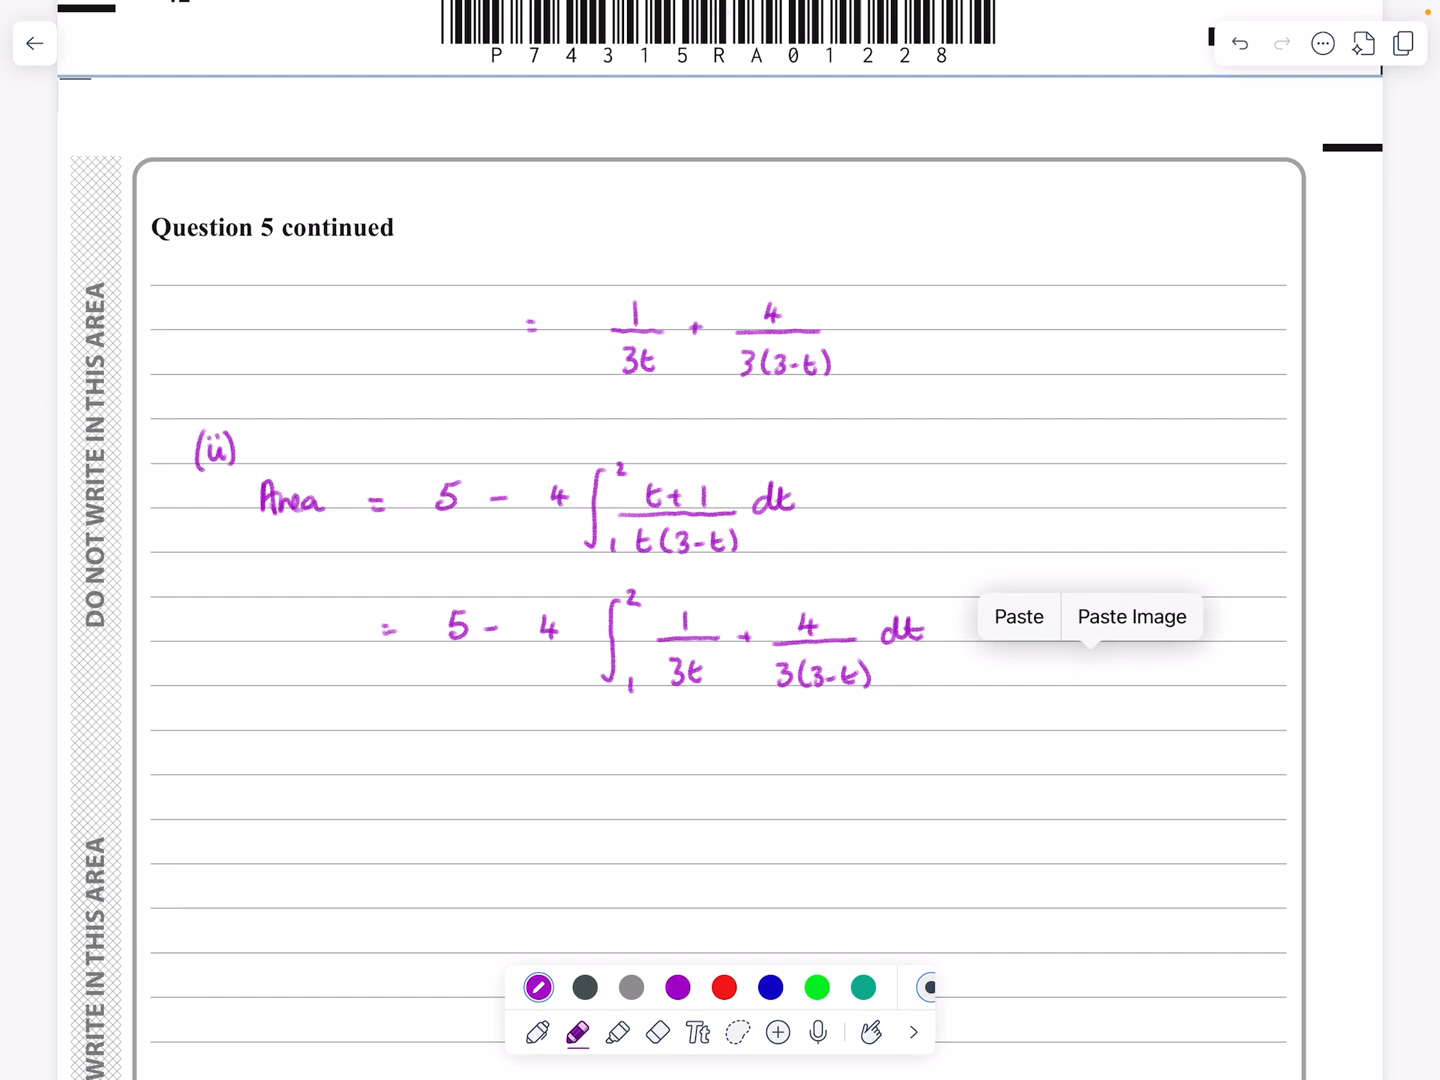 P 7 4 3 1 5 R A 0 1 2 2 8
DO NOT WRITE IN THIS AREA
WRITE IN THIS AREA
Question 5 continued
= 1/3t + 4/3(3-t)
(ii)
Area = 5 - 4 ∫₁² t+1/t(3-t) dt
= 5 - 4 ∫₁² 1/3t + 4/3(3-t) dt
Paste Paste Image
Tt